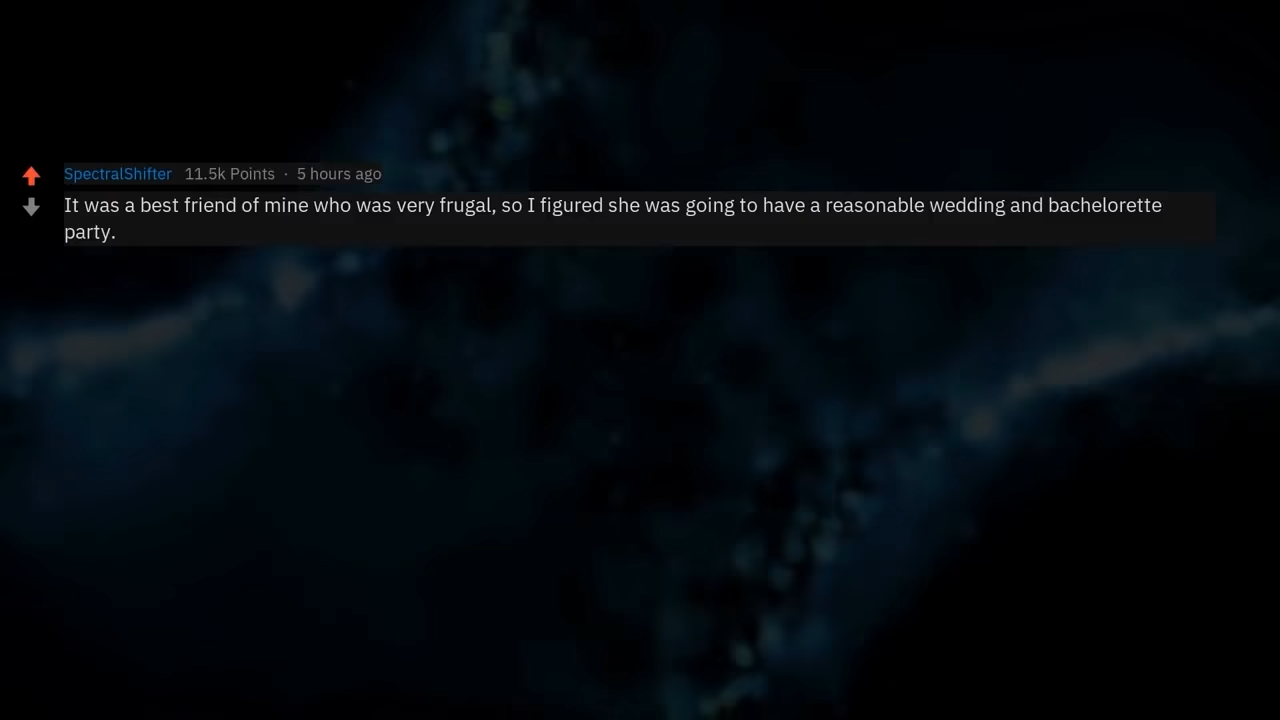 SpectralShifter 11.5k Points · 5 hours ago
It was a best friend of mine who was very frugal, so I figured she was going to have a reasonable wedding and bachelorette
party.